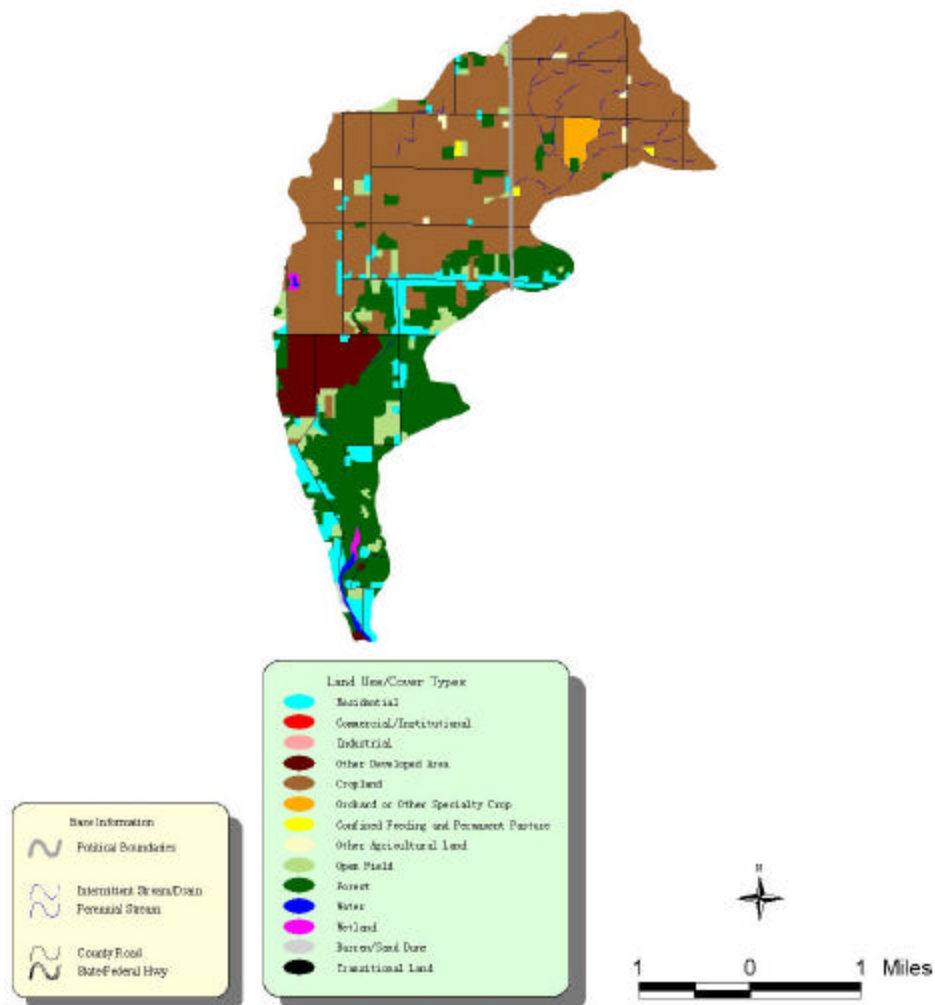 Land Use/Cover Types
Residential
Commercial/Institutional
Industrial
Other Developed Area
Cropland
Orchard or Other Specialty Crop
Confined Feeding and Permanent Pasture
Other Agricultural Land
Open Field
Forest
Water
Wetland
Barren/Sand Dune
Transitional Land
Base Information
Political Boundaries
Intermittent Stream/Drain
Perennial Stream
County Road
State/Federal Hwy
N
1 0 1 Miles